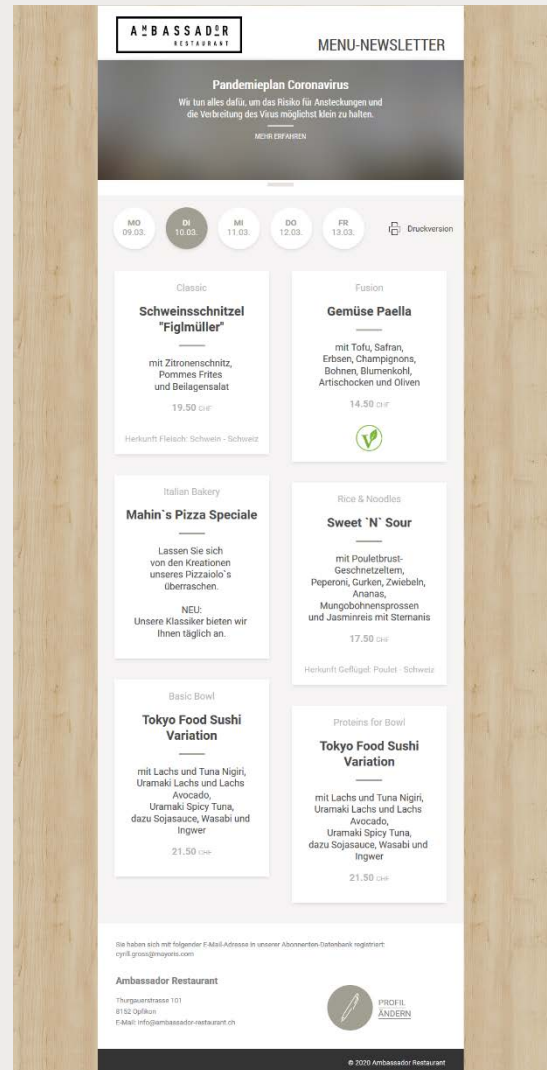 AMBASSADOR
RESTAURANT
MENU-NEWSLETTER
Pandemieplan Coronavirus
Wir tun alles dafür, um das Risiko für Ansteckungen und
die Verbreitung des Virus möglichst klein zu halten.
MEHR ERFAHREN
MO
09.03.
DI
10.03.
MI
11.03.
DO
12.03.
FR
13.03.
Druckversion
Classic
Schweinsschnitzel
"Figlmüller"
mit Zitronenschnitz,
Pommes Frites
und Beilagensalat
19.50 CHF
Herkunft Fleisch: Schwein - Schweiz
Fusion
Gemüse Paella
mit Tofu, Safran,
Erbsen, Champignons,
Bohnen, Blumenkohl,
Artischocken und Oliven
14.50 CHF
V
Italian Bakery
Mahin`s Pizza Speciale
Lassen Sie sich
von den Kreationen
unseres Pizzaiolo`s
überraschen.
NEU:
Unsere Klassiker bieten wir
Ihnen täglich an.
Rice & Noodles
Sweet `N` Sour
mit Pouletbrust-
Geschnetzeltem,
Peperoni, Gurken, Zwiebeln,
Ananas,
Mungobohnensprossen
und Jasminreis mit Sternanis
17.50 CHF
Herkunft Geflügel: Poulet - Schweiz
Basic Bowl
Tokyo Food Sushi
Variation
mit Lachs und Tuna Nigiri,
Uramaki Lachs und Lachs
Avocado,
Uramaki Spicy Tuna,
dazu Sojasauce, Wasabi und
Ingwer
21.50 CHF
Proteins for Bowl
Tokyo Food Sushi
Variation
mit Lachs und Tuna Nigiri,
Uramaki Lachs und Lachs
Avocado,
Uramaki Spicy Tuna,
dazu Sojasauce, Wasabi und
Ingwer
21.50 CHF
Sie haben sich mit folgender E-Mail-Adresse in unserer Abonnenten-Datenbank registriert:
cyrill.gross@mayoris.com
Ambassador Restaurant
Thurgauerstrasse 101
8152 Opfikon
E-Mail: info@ambassador-restaurant.ch
PROFIL
ÄNDERN
© 2020 Ambassador Restaurant